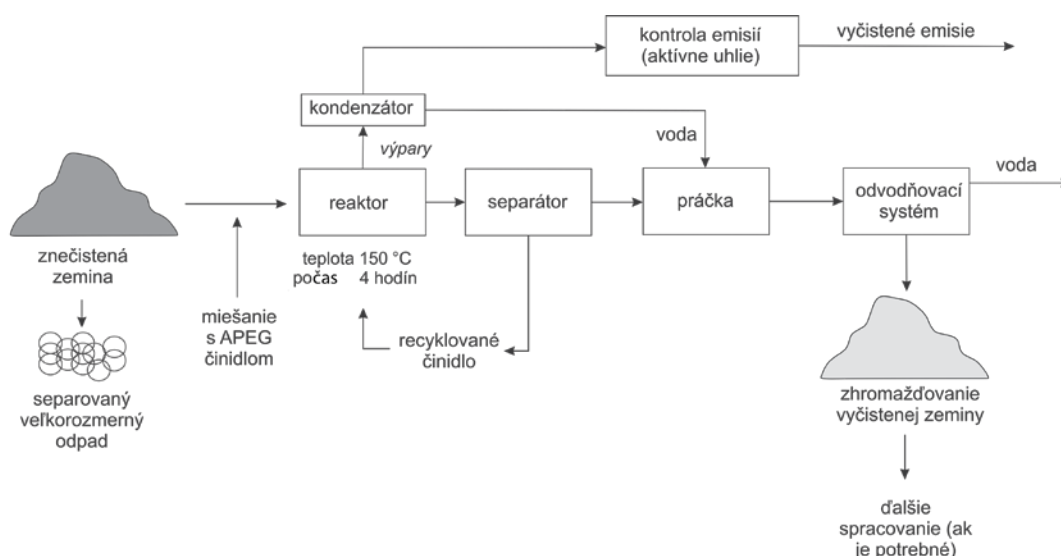 kontrola emisií
(aktívne uhlie)
vyčistené emisie
kondenzátor
výpary
voda
znečistená
zemina
reaktor
separátor
práčka
odvodňovací
systém
voda
teplota 150 °C
počas 4 hodín
miešanie
s APEG
činidlom
recyklované
činidlo
separovaný
veľkorozmerný
odpad
zhromažďovanie
vyčistenej zeminy
ďalšie
spracovanie (ak
je potrebné)